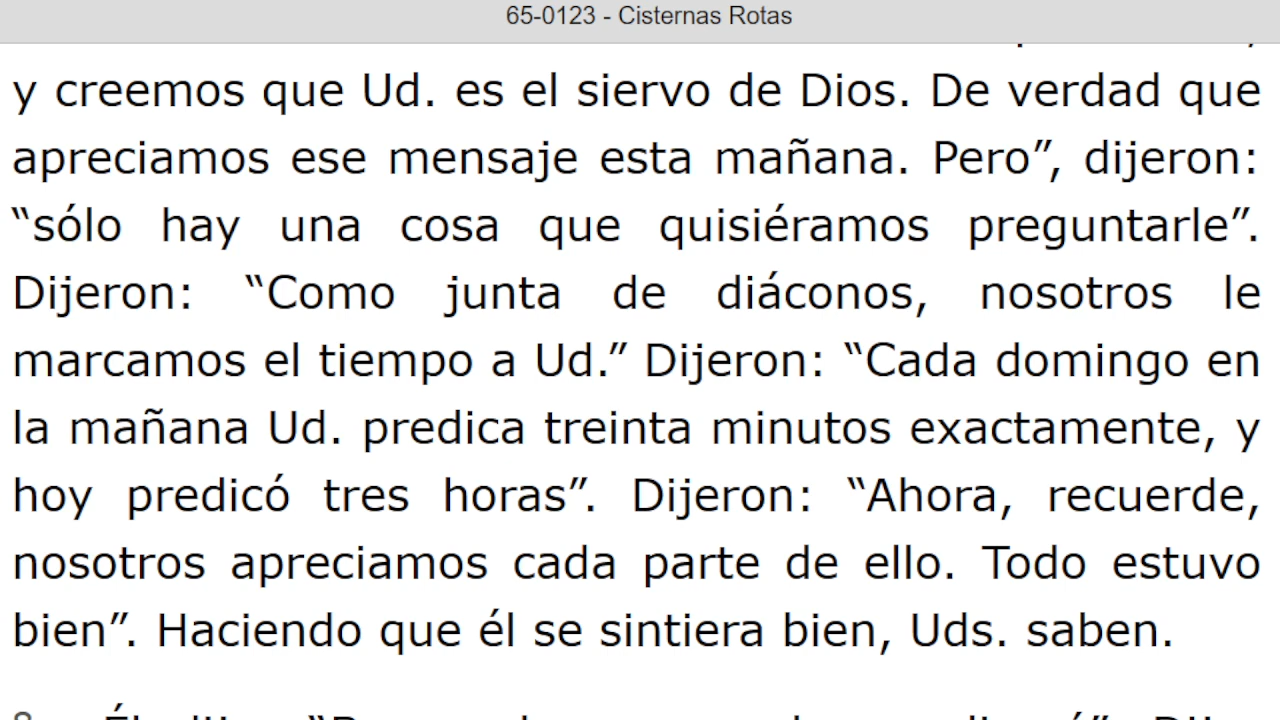 65-0123 - Cisternas Rotas
y creemos que Ud. es el siervo de Dios. De verdad que
apreciamos ese mensaje esta mañana. Pero”, dijeron:
“sólo hay una cosa que quisiéramos preguntarle”.
Dijeron: “Como junta de diáconos, nosotros le
marcamos el tiempo a Ud.” Dijeron: “Cada domingo en
la mañana Ud. predica treinta minutos exactamente, y
hoy predicó tres horas”. Dijeron: “Ahora, recuerde,
nosotros apreciamos cada parte de ello. Todo estuvo
bien”. Haciendo que él se sintiera bien, Uds. saben.